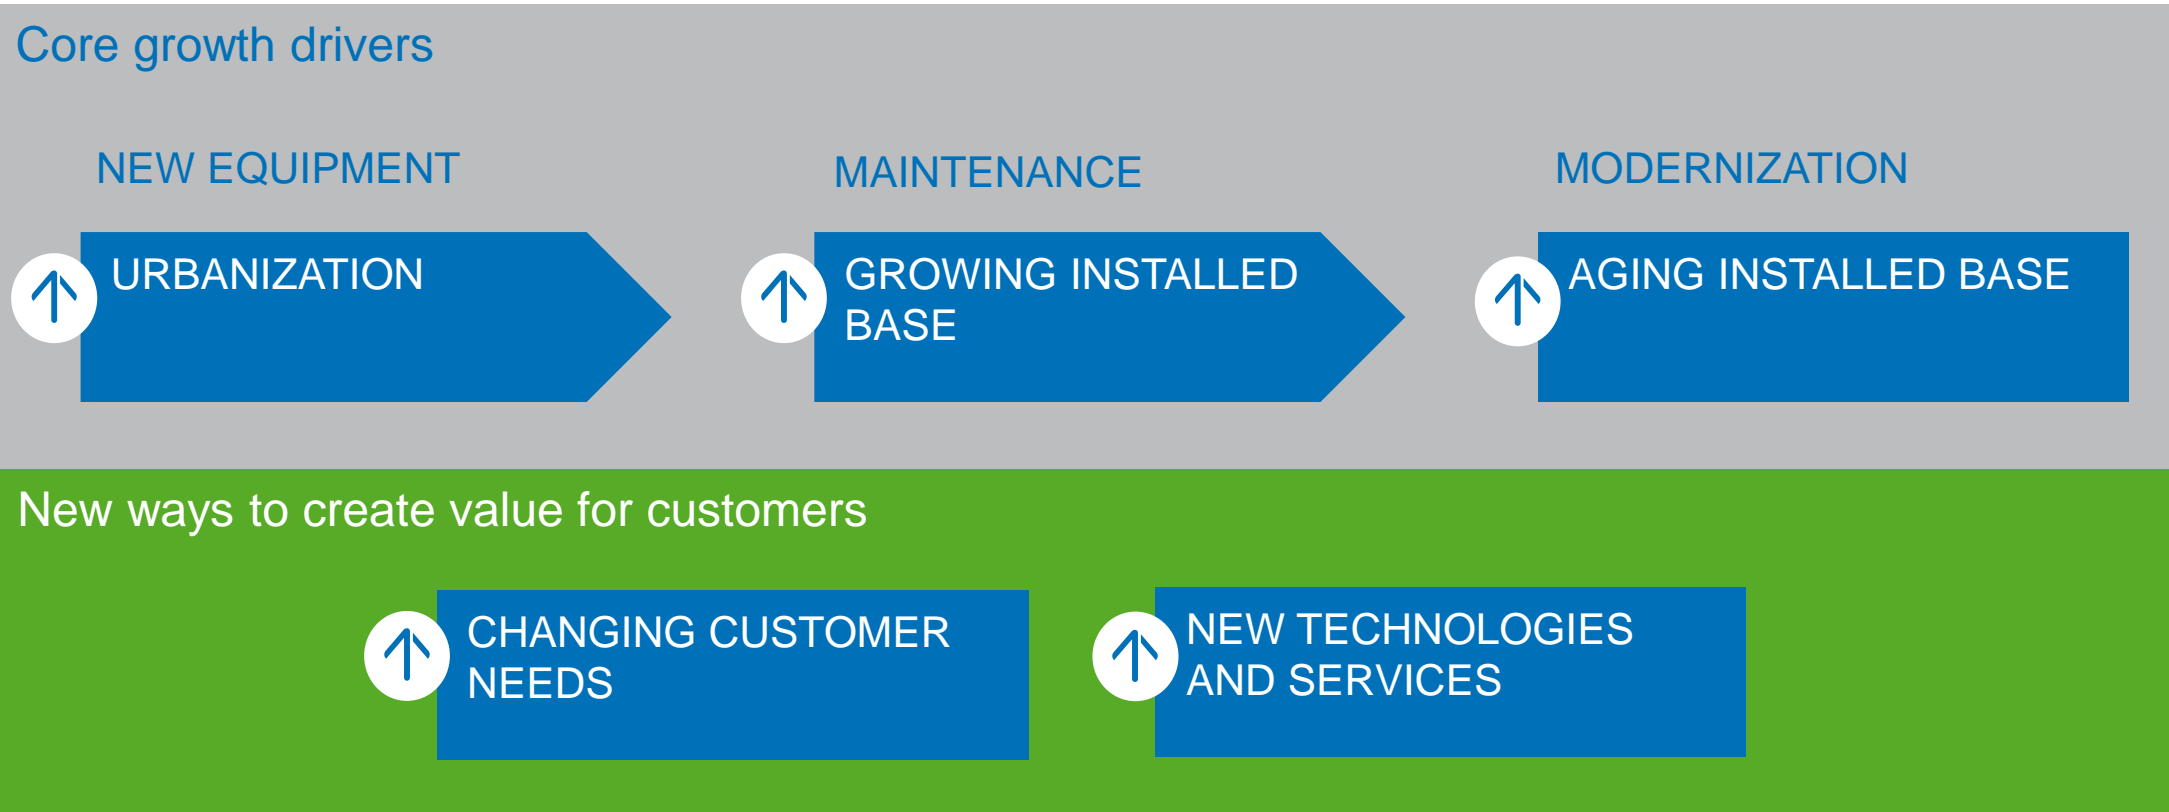 Core growth drivers
NEW EQUIPMENT
MAINTENANCE
MODERNIZATION
URBANIZATION
GROWING INSTALLED
BASE
AGING INSTALLED BASE
New ways to create value for customers
CHANGING CUSTOMER
NEEDS
NEW TECHNOLOGIES
AND SERVICES